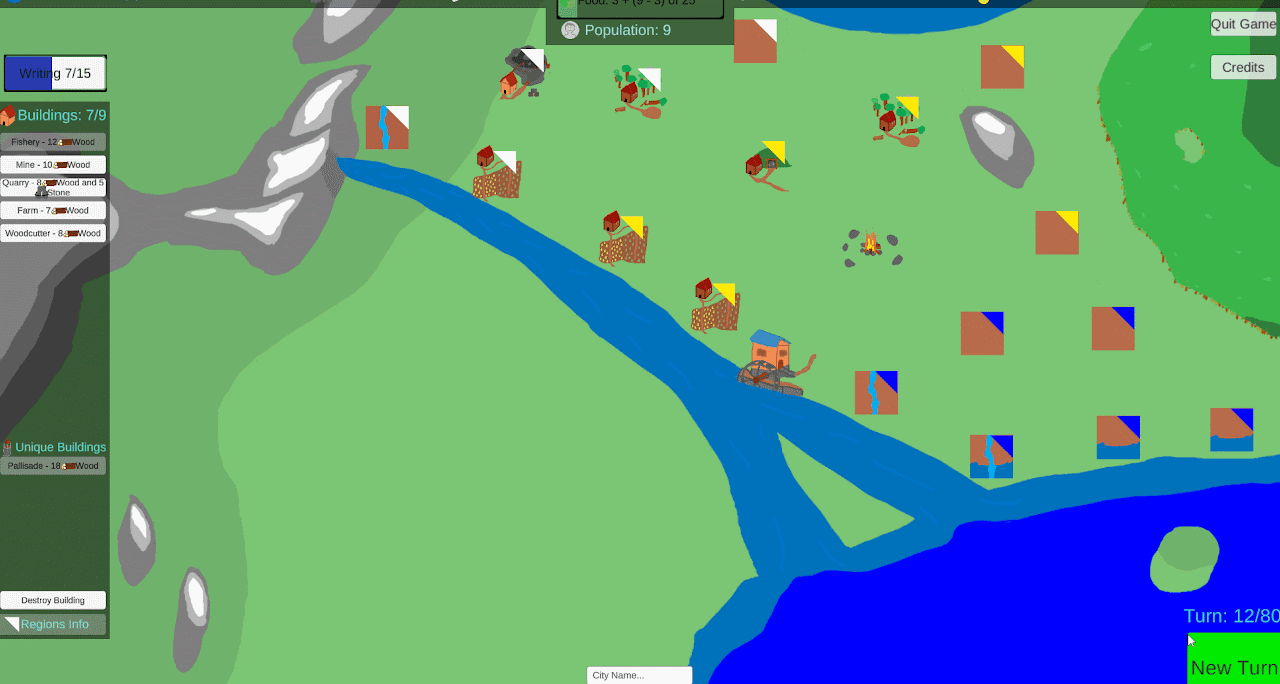 Food: 3 + (9 - 3) of 25
Population: 9
Quit Game
Credits
Writing 7/15
Buildings: 7/9
Fishery - 12 Wood
Mine - 10 Wood
Quarry - 8 Wood and 5
Stone
Farm - 7 Wood
Woodcutter - 8 Wood
Unique Buildings
Pallisade - 18 Wood
Destroy Building
Regions Info
City Name...
Turn: 12/80
New Turn